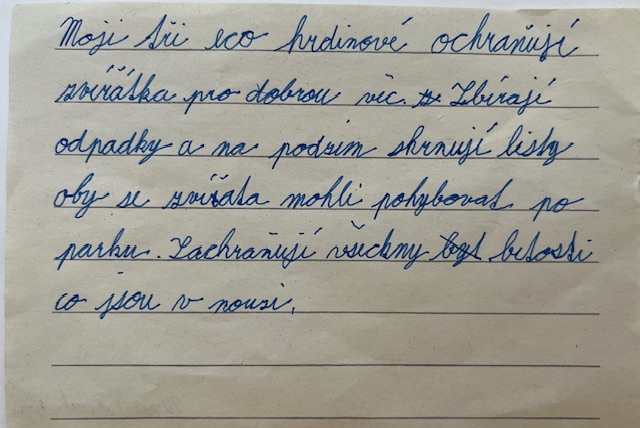 Moji tři eco hrdinové ochraňují
zvířátka pro dobrou věc. Zbírají
odpadky a na podzim shrnují listy
oby se zvířata mohli pohybovat po
parku. Zachraňují všechny bytosti
co jsou v nouzi.